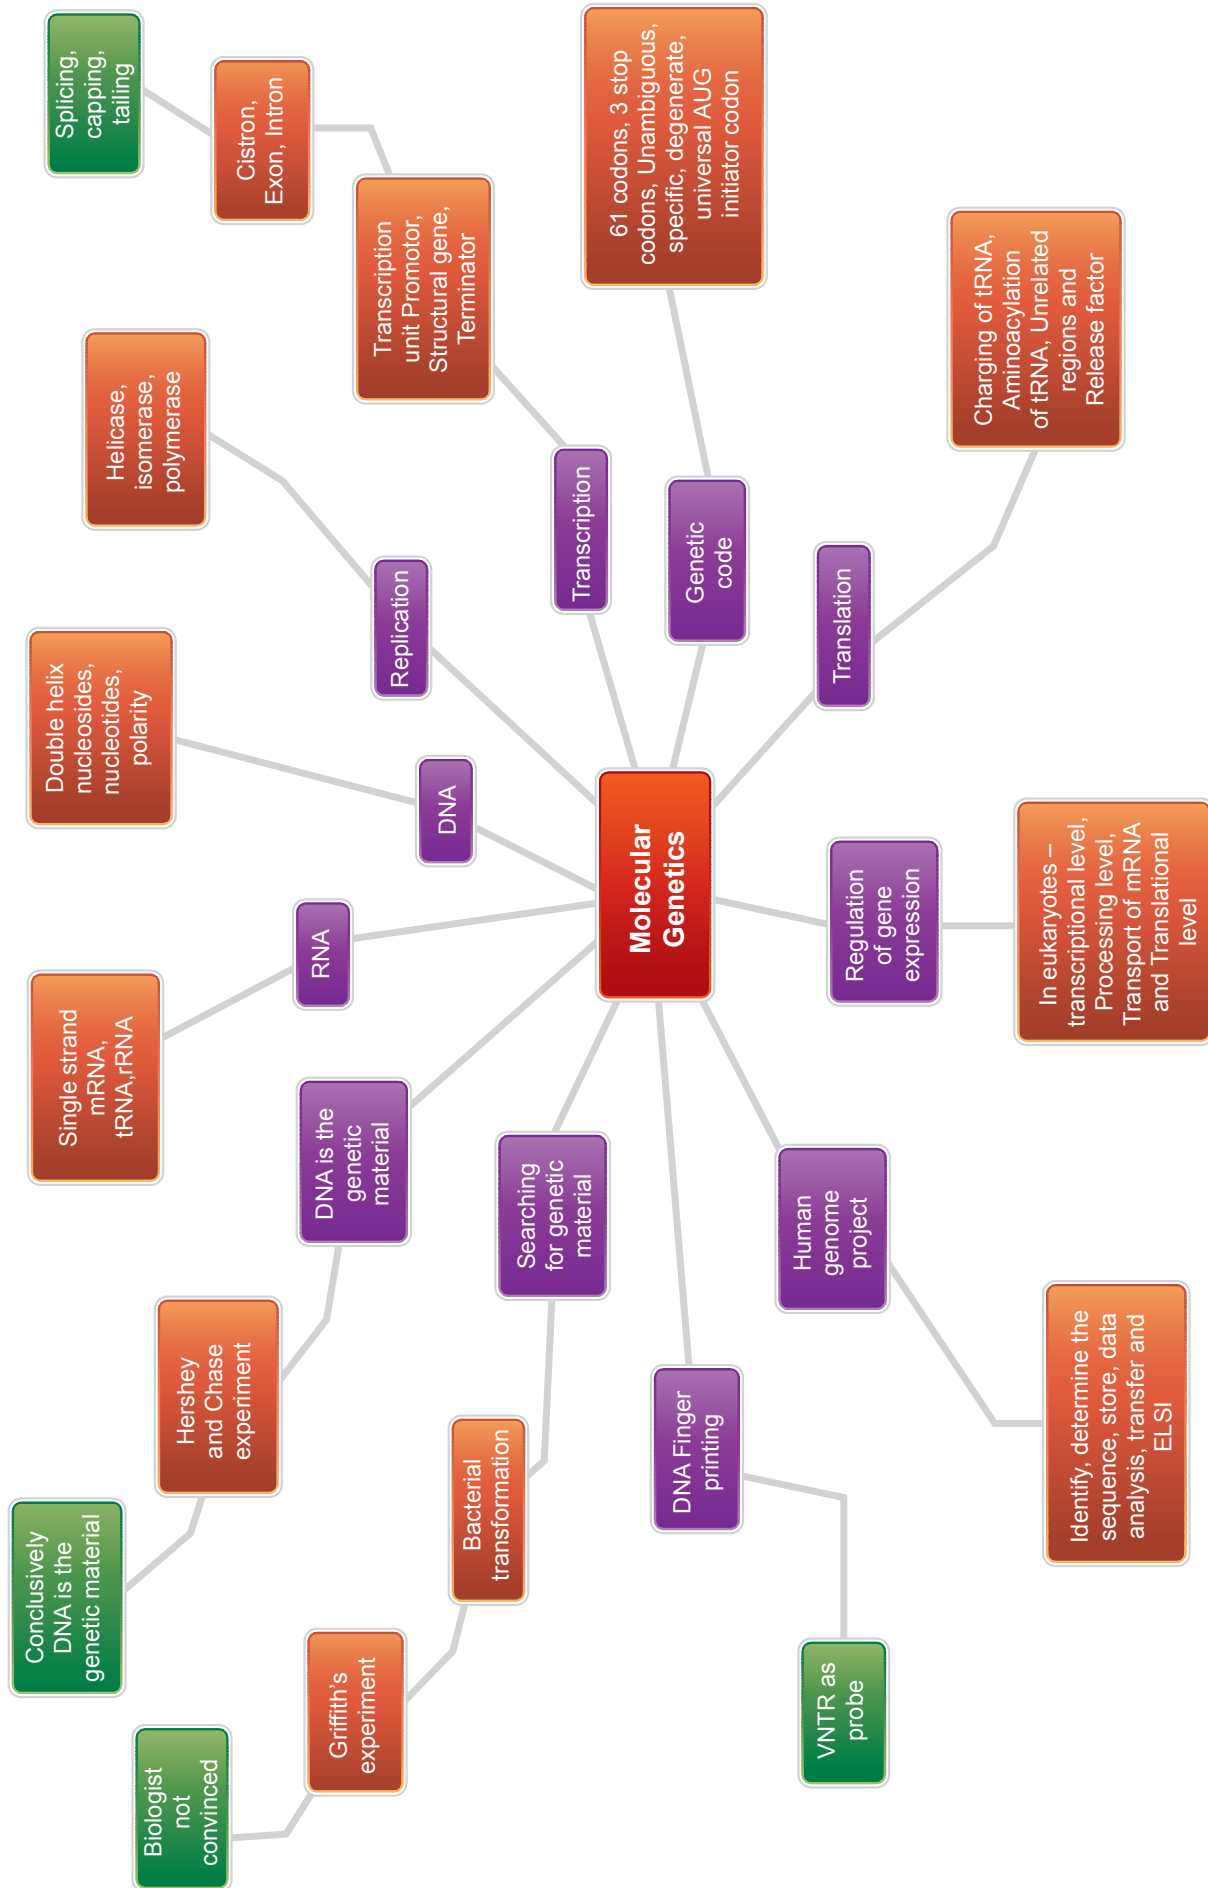 Splicing,
capping,
tailing
Cistron,
Exon, Intron
Transcription
unit Promotor,
Structural gene,
Terminator
Transcription
61 codons, 3 stop
codons, Unambiguous,
specific, degenerate,
universal AUG
initiator codon
Genetic
code
Charging of tRNA,
Aminoacylation
of tRNA, Unrelated
regions and
Release factor
Translation
Helicase,
isomerase,
polymerase
Replication
Double helix
nucleosides,
nucleotides,
polarity
DNA
Single strand
mRNA,
tRNA,rRNA
RNA
Molecular
Genetics
Regulation
of gene
expression
In eukaryotes –
transcriptional level,
Processing level,
Transport of mRNA
and Translational
level
DNA is the
genetic
material
Hershey
and Chase
experiment
Conclusively
DNA is the
genetic material
Searching
for genetic
material
Bacterial
transformation
Griffith's
experiment
Biologist
not
convinced
DNA Finger
printing
VNTR as
probe
Human
genome
project
Identify, determine the
sequence, store, data
analysis, transfer and
ELSI